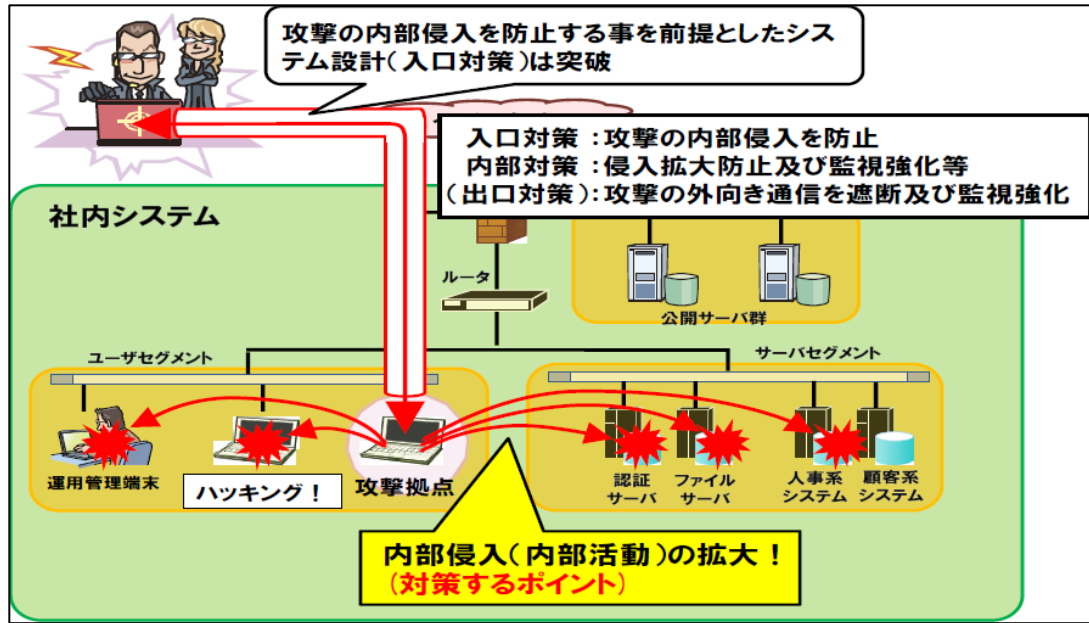 攻撃の内部侵入を防止する事を前提としたシス
テム設計(入口対策)は突破
入口対策:攻撃の内部侵入を防止
内部対策:侵入拡大防止及び監視強化等
(出口対策):攻撃の外向き通信を遮断及び監視強化
社内システム
ルータ
公開サーバ群
ユーザセグメント
サーバセグメント
運用管理端末
ハッキング!
攻撃拠点
認証
サーバ
ファイル
サーバ
人事系
システム
顧客系
システム
内部侵入(内部活動)の拡大!
(対策するポイント)